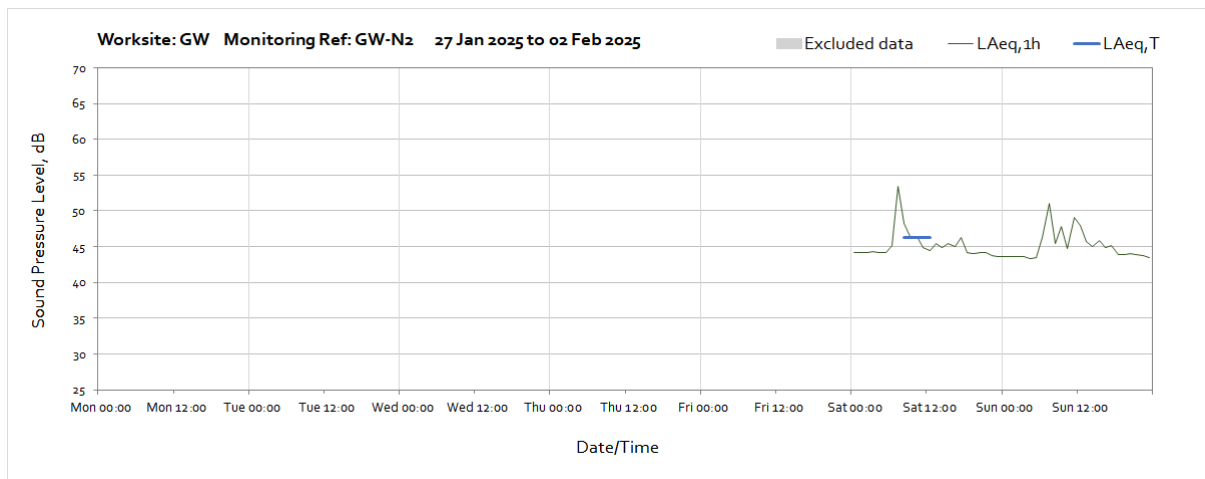 Worksite: GW Monitoring Ref: GW-N2 27 Jan 2025 to 02 Feb 2025
Excluded data LAeq,1h LAeq,T
70
65
60
55
50
45
40
35
30
25
Sound Pressure Level, dB
Mon 00:00 Mon 12:00 Tue 00:00 Tue 12:00 Wed 00:00 Wed 12:00 Thu 00:00 Thu 12:00 Fri 00:00 Fri 12:00 Sat 00:00 Sat 12:00 Sun 00:00 Sun 12:00
Date/Time